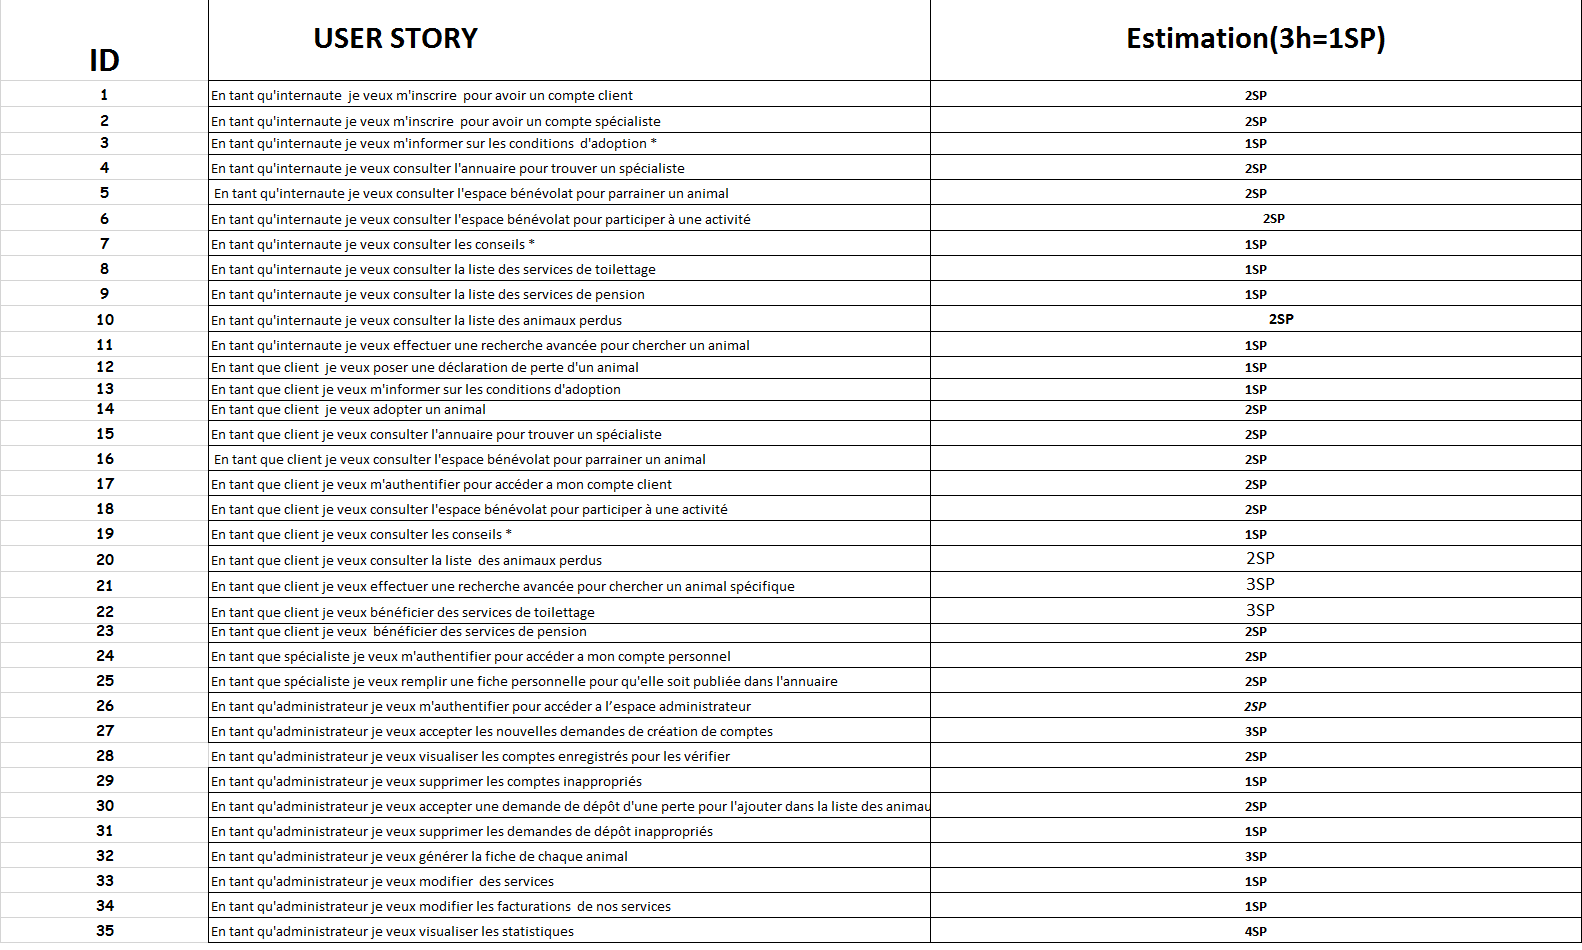 ID USER STORY Estimation(3h=1SP)
1 En tant qu'internaute je veux m'inscrire pour avoir un compte client 2SP
2 En tant qu'internaute je veux m'inscrire pour avoir un compte spécialiste 2SP
3 En tant qu'internaute je veux m'informer sur les conditions d'adoption * 1SP
4 En tant qu'internaute je veux consulter l'annuaire pour trouver un spécialiste 2SP
5 En tant qu'internaute je veux consulter l'espace bénévolat pour parrainer un animal 2SP
6 En tant qu'internaute je veux consulter l'espace bénévolat pour participer à une activité 2SP
7 En tant qu'internaute je veux consulter les conseils * 1SP
8 En tant qu'internaute je veux consulter la liste des services de toilettage 1SP
9 En tant qu'internaute je veux consulter la liste des services de pension 1SP
10 En tant qu'internaute je veux consulter la liste des animaux perdus 2SP
11 En tant qu'internaute je veux effectuer une recherche avancée pour chercher un animal 1SP
12 En tant que client je veux poser une déclaration de perte d'un animal 1SP
13 En tant que client je veux m'informer sur les conditions d'adoption 1SP
14 En tant que client je veux adopter un animal 2SP
15 En tant que client je veux consulter l'annuaire pour trouver un spécialiste 2SP
16 En tant que client je veux consulter l'espace bénévolat pour parrainer un animal 2SP
17 En tant que client je veux m'authentifier pour accéder a mon compte client 2SP
18 En tant que client je veux consulter l'espace bénévolat pour participer à une activité 2SP
19 En tant que client je veux consulter les conseils * 1SP
20 En tant que client je veux consulter la liste des animaux perdus 2SP
21 En tant que client je veux effectuer une recherche avancée pour chercher un animal spécifique 3SP
22 En tant que client je veux bénéficier des services de toilettage 3SP
23 En tant que client je veux bénéficier des services de pension 2SP
24 En tant que spécialiste je veux m'authentifier pour accéder a mon compte personnel 2SP
25 En tant que spécialiste je veux remplir une fiche personnelle pour qu'elle soit publiée dans l'annuaire 2SP
26 En tant qu'administrateur je veux m'authentifier pour accéder a l’espace administrateur 2SP
27 En tant qu'administrateur je veux accepter les nouvelles demandes de création de comptes 3SP
28 En tant qu'administrateur je veux visualiser les comptes enregistrés pour les vérifier 2SP
29 En tant qu'administrateur je veux supprimer les comptes inappropriés 1SP
30 En tant qu'administrateur je veux accepter une demande de dépôt d'une perte pour l'ajouter dans la liste des animau 2SP
31 En tant qu'administrateur je veux supprimer les demandes de dépôt inappropriés 1SP
32 En tant qu'administrateur je veux générer la fiche de chaque animal 3SP
33 En tant qu'administrateur je veux modifier des services 1SP
34 En tant qu'administrateur je veux modifier les facturations de nos services 1SP
35 En tant qu'administrateur je veux visualiser les statistiques 4SP